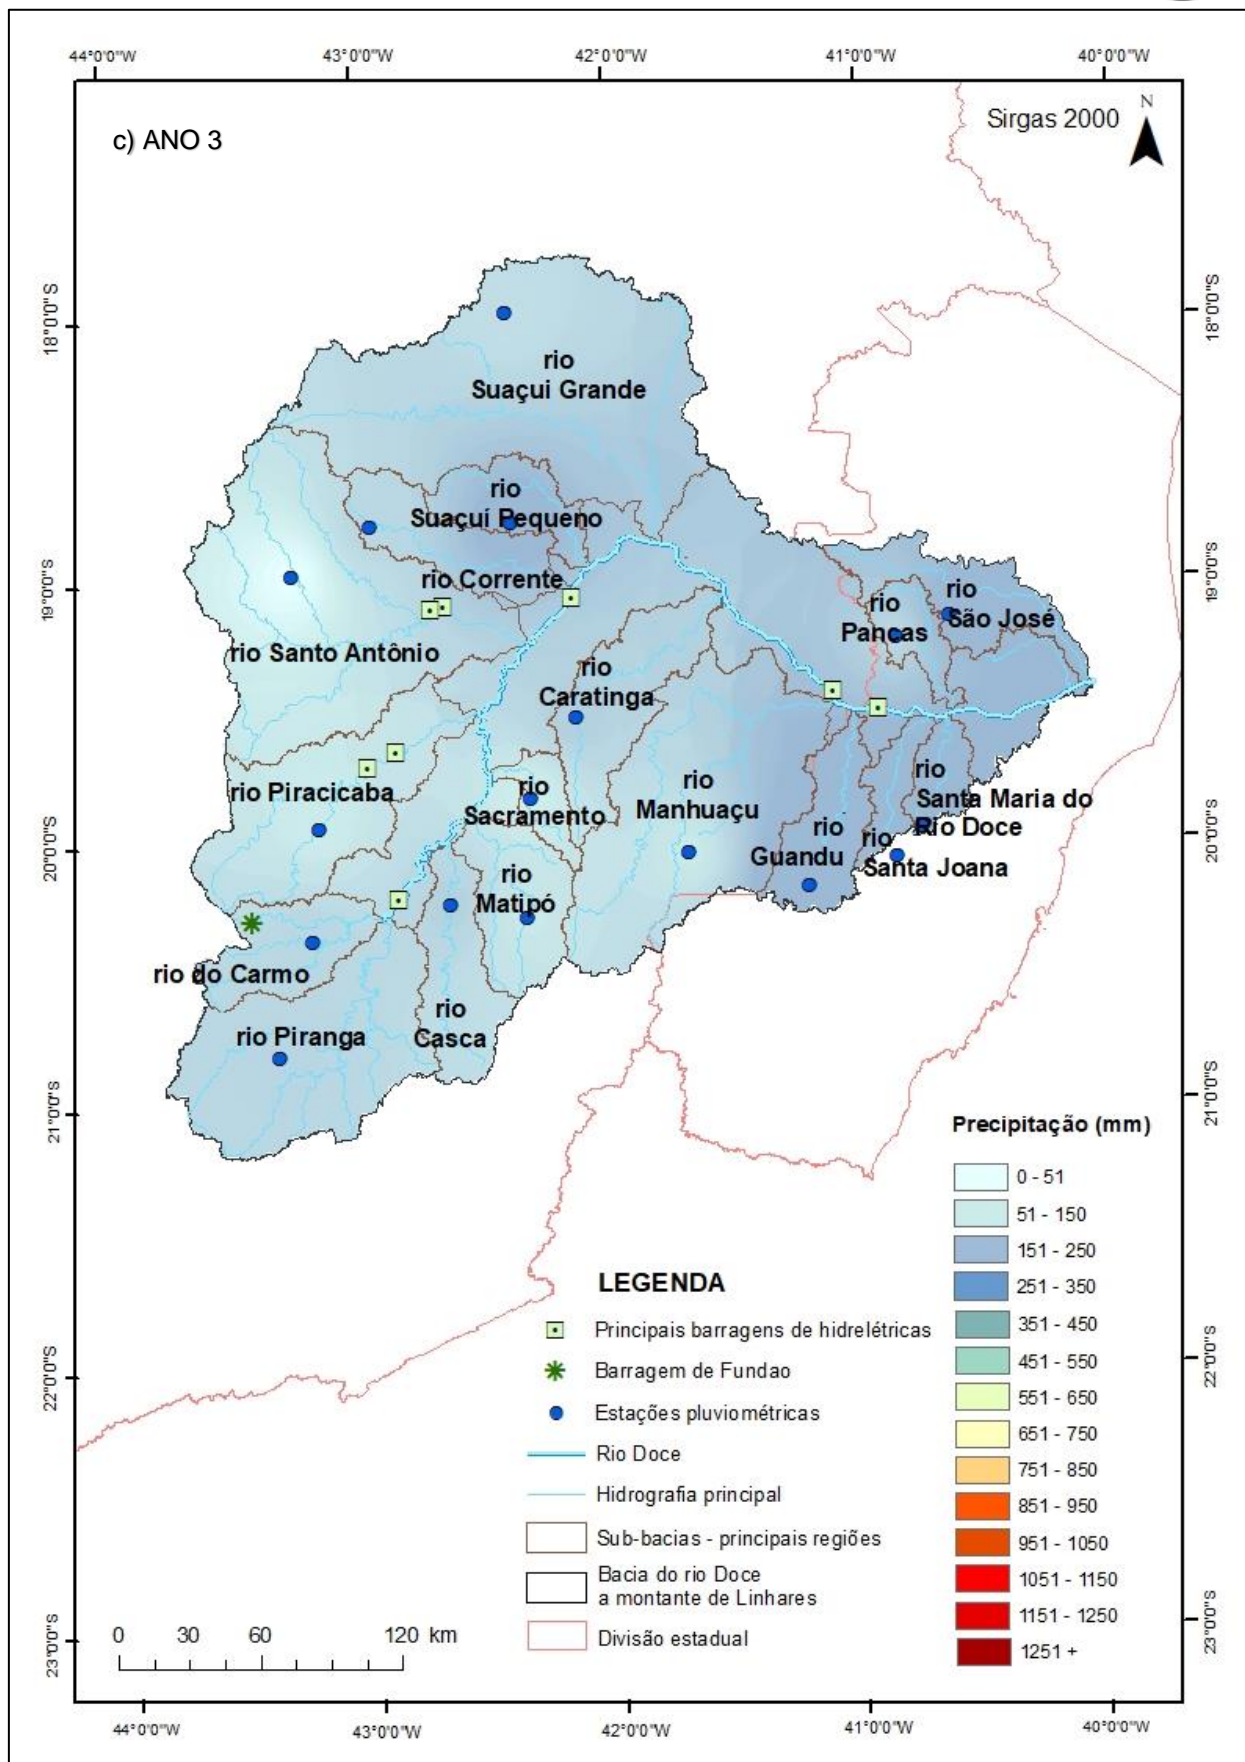 44°0'0"W 43°0'0"W 42°0'0"W 41°0'0"W 40°0'0"W
c) ANO 3
Sirgas 2000
N
18°0'0"S
18°0'0"S
rio
Suaçui Grande
rio
Suaçuí Pequeno
rio Corrente
19°0'0"S
19°0'0"S
rio
Pancas
rio
São José
rio Santo Antônio
rio
Caratinga
rio Piracicaba
rio
Sacramento
rio
Manhuaçu
rio
Guandu
rio
Santa Maria do
Rio Doce
rio
Santa Joana
20°0'0"S
20°0'0"S
rio
Matipó
rio do Carmo
rio Piranga
rio
Casca
21°0'0"S
21°0'0"S
Precipitação (mm)
0 - 51
51 - 150
151 - 250
251 - 350
351 - 450
451 - 550
551 - 650
651 - 750
751 - 850
851 - 950
951 - 1050
1051 - 1150
1151 - 1250
1251 +
LEGENDA
Principais barragens de hidrelétricas
Barragem de Fundao
Estações pluviométricas
Rio Doce
Hidrografia principal
Sub-bacias - principais regiões
Bacia do rio Doce
a montante de Linhares
Divisão estadual
22°0'0"S
22°0'0"S
23°0'0"S
23°0'0"S
0 30 60 120 km
44°0'0"W 43°0'0"W 42°0'0"W 41°0'0"W 40°0'0"W